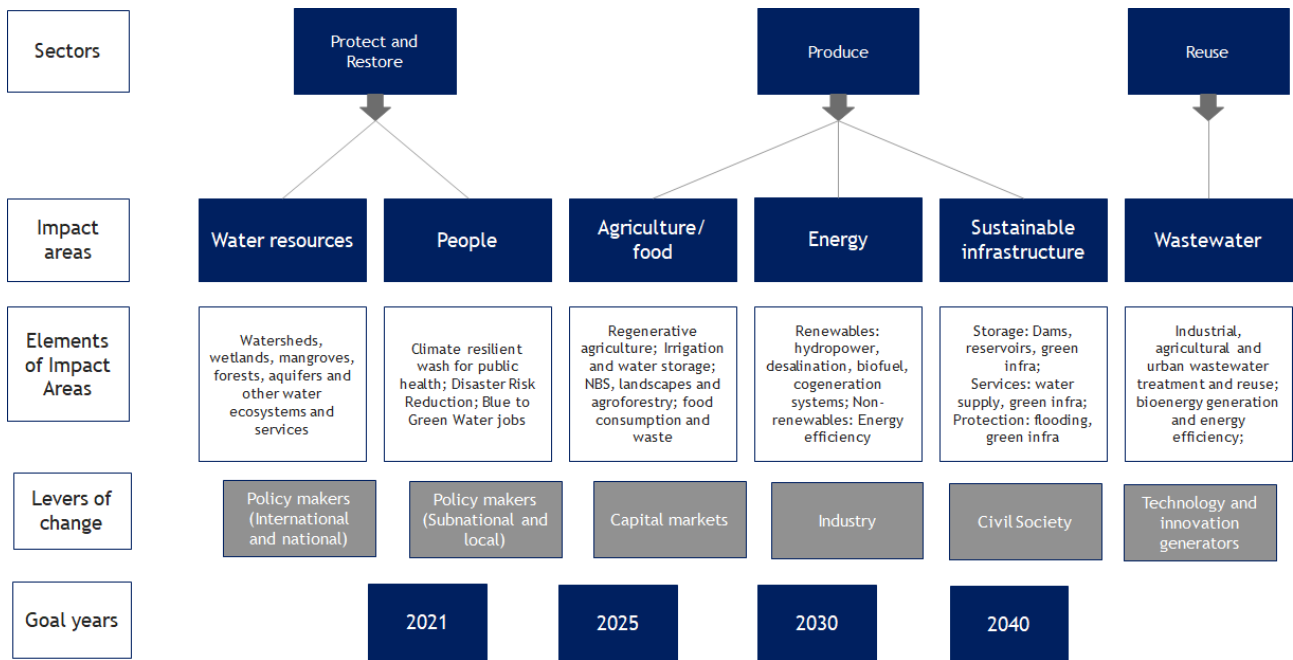 Sectors
Protect and
Restore
Produce
Reuse
Impact
areas
Water resources
People
Agriculture/
food
Energy
Sustainable
infrastructure
Wastewater
Elements
of Impact
Areas
Watersheds,
wetlands, mangroves,
forests, aquifers and
other water
ecosystems and
services
Climate resilient
wash for public
health; Disaster Risk
Reduction; Blue to
Green Water jobs
Regenerative
agriculture; Irrigation
and water storage;
NBS, landscapes and
agroforestry; food
consumption and
waste
Renewables:
hydropower,
desalination, biofuel,
cogeneration
systems; Non-
renewables: Energy
efficiency
Storage: Dams,
reservoirs, green
infra;
Services: water
supply, green infra;
Protection: flooding,
green infra
Industrial,
agricultural and
urban wastewater
treatment and reuse;
bioenergy generation
and energy
efficiency;
Levers of
change
Policy makers
(International
and national)
Policy makers
(Subnational and
local)
Capital markets
Industry
Civil Society
Technology and
innovation
generators
Goal years
2021
2025
2030
2040